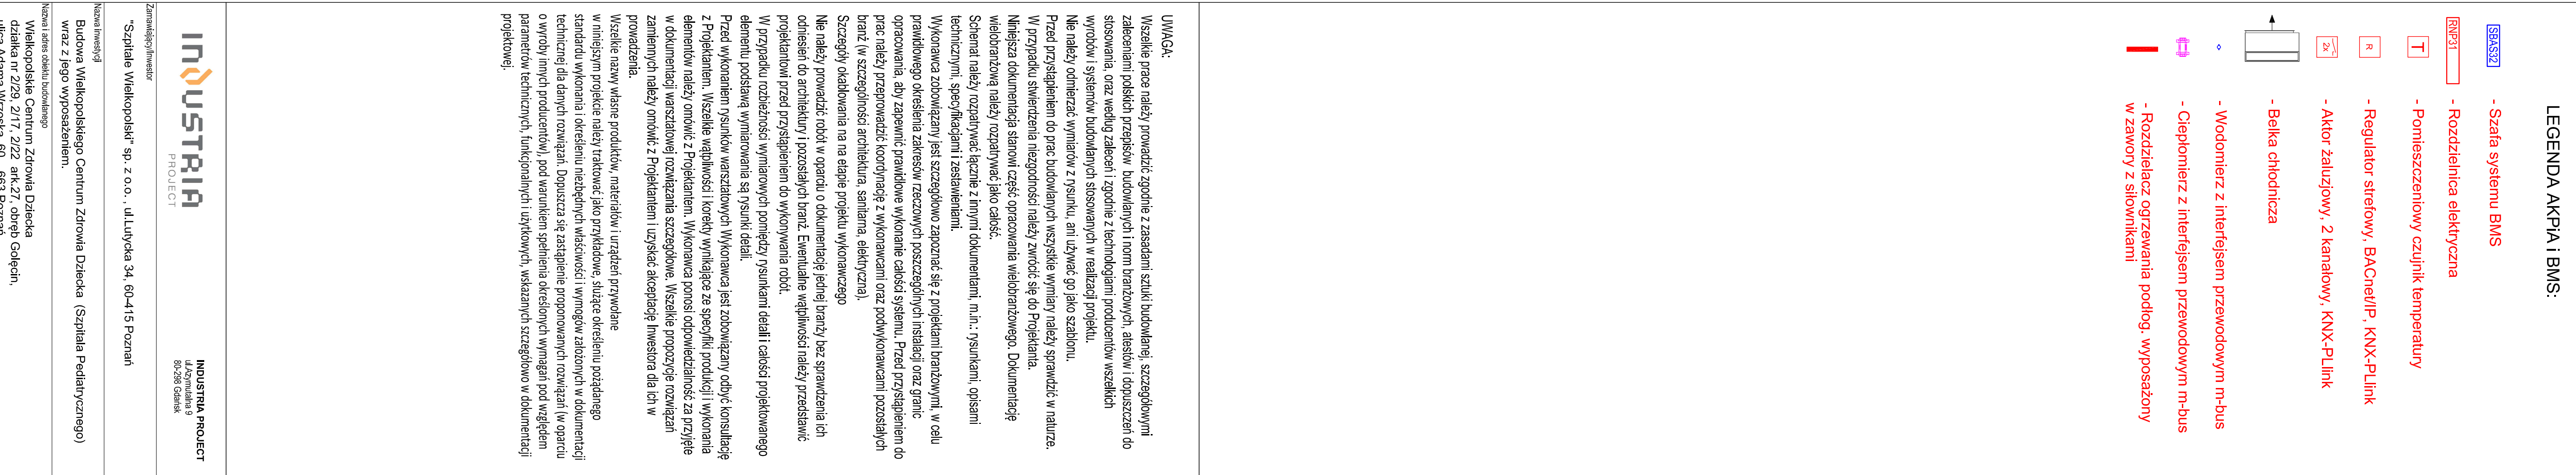 LEGENDA AKPiA i BMS:
SBAS32
- Szafa systemu BMS
RNP31
- Rozdzielnica elektryczna
T
- Pomieszczeniowy czujnik temperatury
R
- Regulator strefowy, BACnet/IP, KNX-PLlink
2x
- Aktor żaluzjowy, 2 kanałowy, KNX-PLlink
- Belka chłodnicza
- Wodomierz z interfejsem przewodowym m-bus
- Ciepłomierz z interfejsem przewodowym m-bus
- Rozdzielacz ogrzewania podłog. wyposażony
w zawory z siłownikami
UWAGA:
Wszelkie prace należy prowadzić zgodnie z zasadami sztuki budowlanej, szczegółowymi
zaleceniami polskich przepisów budowlanych i norm branżowych, atestów i dopuszczeń do
stosowania, oraz według zaleceń i zgodnie z technologiami producentów wszelkich
wyrobów i systemów budowlanych stosowanych w realizacji projektu.
Nie należy odmierzać wymiarów z rysunku, ani używać go jako szablonu.
Przed przystąpieniem do prac budowlanych wszystkie wymiary należy sprawdzić w naturze.
W przypadku stwierdzenia niezgodności należy zwrócić się do Projektanta.
Niniejsza dokumentacja stanowi część opracowania wielobranżowego. Dokumentację
wielobranżową należy rozpatrywać jako całość.
Schemat należy rozpatrywać łącznie z innymi dokumentami, m.in.: rysunkami, opisami
technicznymi, specyfikacjami i zestawieniami.
Wykonawca zobowiązany jest szczegółowo zapoznać się z projektami branżowymi, w celu
prawidłowego określenia zakresów rzeczowych poszczególnych instalacji oraz granic
opracowania, aby zapewnić prawidłowe wykonanie całości systemu. Przed przystąpieniem do
prac należy przeprowadzić koordynację z wykonawcami oraz podwykonawcami pozostałych
branż (w szczególności architektura, sanitarna, elektryczna).
Szczegóły okablowania na na etapie projektu wykonawczego
Nie należy prowadzić robót w oparciu o dokumentację jednej branży bez sprawdzenia ich
odniesień do architektury i pozostałych branż. Ewentualne wątpliwości należy przedstawić
projektantowi przed przystąpieniem do wykonywania robót.
W przypadku rozbieżności wymiarowych pomiędzy rysunkami detali i całości projektowanego
elementu podstawą wymiarowania są rysunki detali.
Przed wykonaniem rysunków warsztatowych Wykonawca jest zobowiązany odbyć konsultację
z Projektantem. Wszelkie wątpliwości i korekty wynikające ze specyfiki produkcji i wykonania
elementów należy omówić z Projektantem. Wykonawca ponosi odpowiedzialność za przyjęte
w dokumentacji warsztatowej rozwiązania szczegółowe. Wszelkie propozycje rozwiązań
zamiennych należy omówić z Projektantem i uzyskać akceptację Inwestora dla ich w
prowadzenia.
Wszelkie nazwy własne produktów, materiałów i urządzeń przywołane
w niniejszym projekcie należy traktować jako przykładowe, służące określeniu pożądanego
standardu wykonania i określeniu niezbędnych właściwości i wymogów założonych w dokumentacji
technicznej dla danych rozwiązań. Dopuszcza się zastąpienie proponowanych rozwiązań (w oparciu
o wyroby innych producentów), pod warunkiem spełnienia określonych wymagań pod względem
parametrów technicznych, funkcjonalnych i użytkowych, wskazanych szczegółowo w dokumentacji
projektowej.
INDUSTRIA
PROJECT
INDUSTRIA PROJECT
ul.Azymutalna 9
80-298 Gdańsk
Zamawiający/Inwestor
"Szpitale Wielkopolski" sp. z o.o., ul.Lutycka 34, 60-415 Poznań
Nazwa Inwestycji
Budowa Wielkopolskiego Centrum Zdrowia Dziecka (Szpitala Pediatrycznego)
wraz z jego wyposażeniem.
Nazwa i adres obiektu budowlanego
Wielkopolskie Centrum Zdrowia Dziecka
działka nr 2/29, 2/17, 2/22 ark.27, obręb Golęcin,